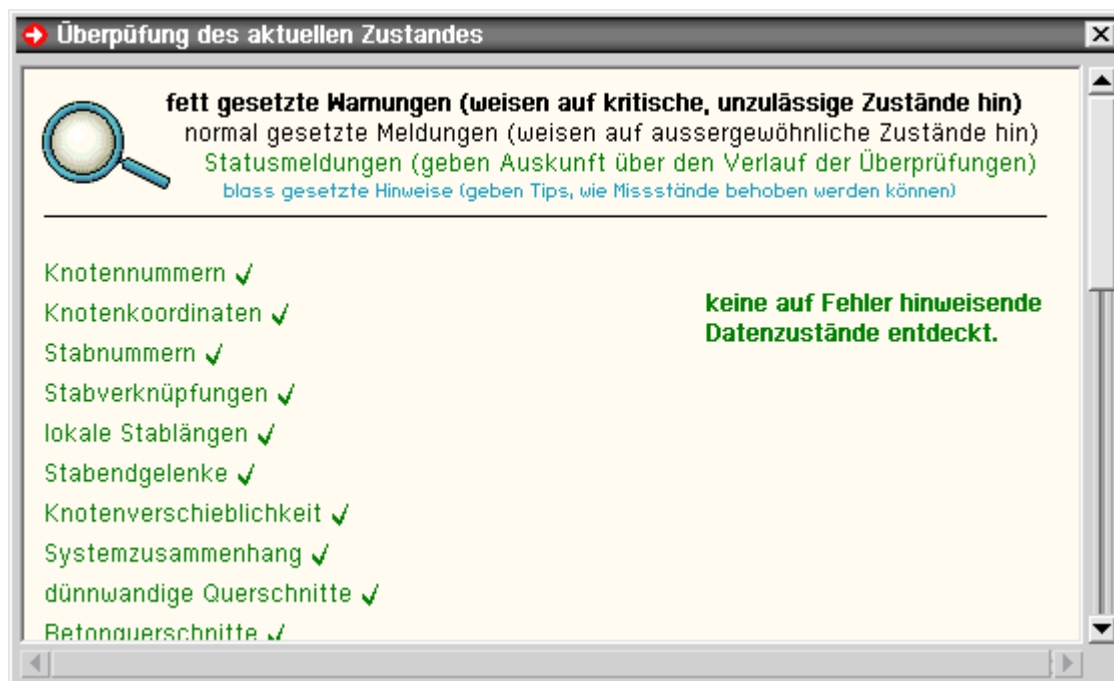 Überpüfung des aktuellen Zustandes
fett gesetzte Warnungen (weisen auf kritische, unzulässige Zustände hin)
normal gesetzte Meldungen (weisen auf aussergewöhnliche Zustände hin)
Statusmeldungen (geben Auskunft über den Verlauf der Überprüfungen)
blass gesetzte Hinweise (geben Tips, wie Missstände behoben werden können)
Knotennummern ✓
Knotenkoordinaten ✓
Stabnummern ✓
Stabverknüpfungen ✓
lokale Stablängen ✓
Stabendgelenke ✓
Knotenverschieblichkeit ✓
Systemzusammenhang ✓
dünnwandige Querschnitte ✓
Betonquerschnitte ✓
keine auf Fehler hinweisende
Datenzustände entdeckt.